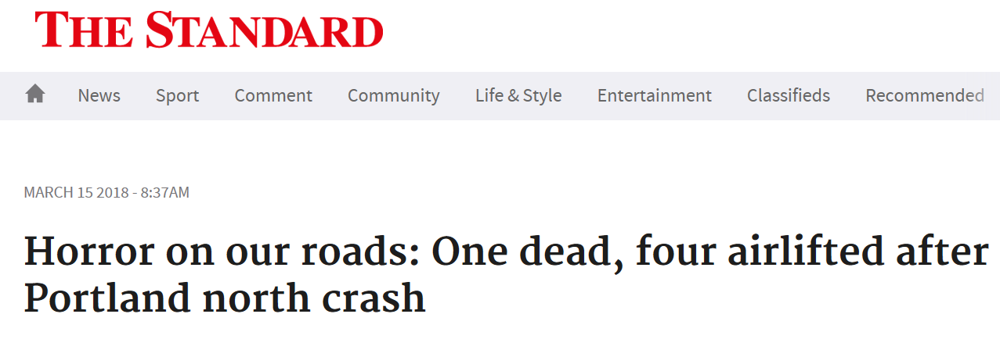 THE STANDARD
News Sport Comment Community Life & Style Entertainment Classifieds Recommended
MARCH 15 2018 - 8:37AM
Horror on our roads: One dead, four airlifted after
Portland north crash